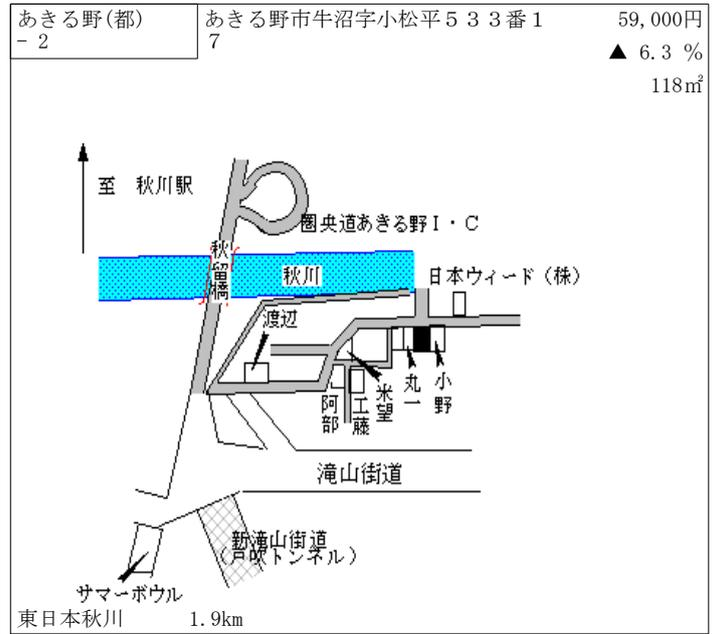 あきる野(都)
－２
あきる野市牛沼字小松平５３３番１
７
59,000円
▲ 6.3 %
118㎡
至　秋川駅
圏央道あきる野Ｉ・Ｃ
秋留橋
秋川
日本ウィード（株）
渡辺
阿部
工藤
米望
丸一
小野
滝山街道
新滝山街道
（戸吹トンネル）
サマーボウル
東日本秋川　1.9km